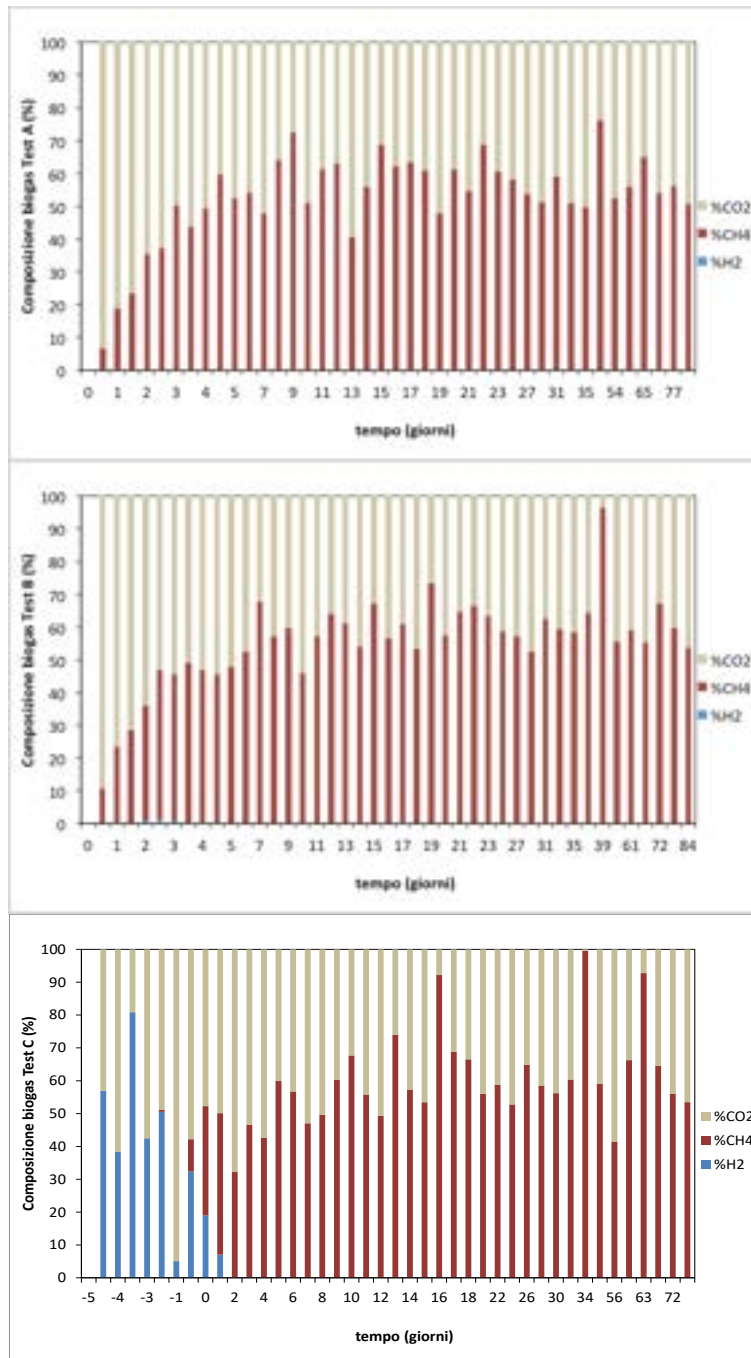 Composizione biogas Test A (%)
100
90
80
70
60
50
40
30
20
10
0
0 1 2 3 4 5 7 9 11 13 15 17 19 21 23 27 31 35 54 65 77
tempo (giorni)
%CO2
%CH4
%H2
Composizione biogas Test B (%)
100
90
80
70
60
50
40
30
20
10
0
0 1 2 3 4 5 7 9 11 13 15 17 19 21 23 27 31 35 39 61 72 84
tempo (giorni)
%CO2
%CH4
%H2
Composizione biogas Test C (%)
100
90
80
70
60
50
40
30
20
10
0
-5 -4 -3 -1 0 2 4 6 8 10 12 14 16 18 22 26 30 34 56 63 72
tempo (giorni)
%CO2
%CH4
%H2